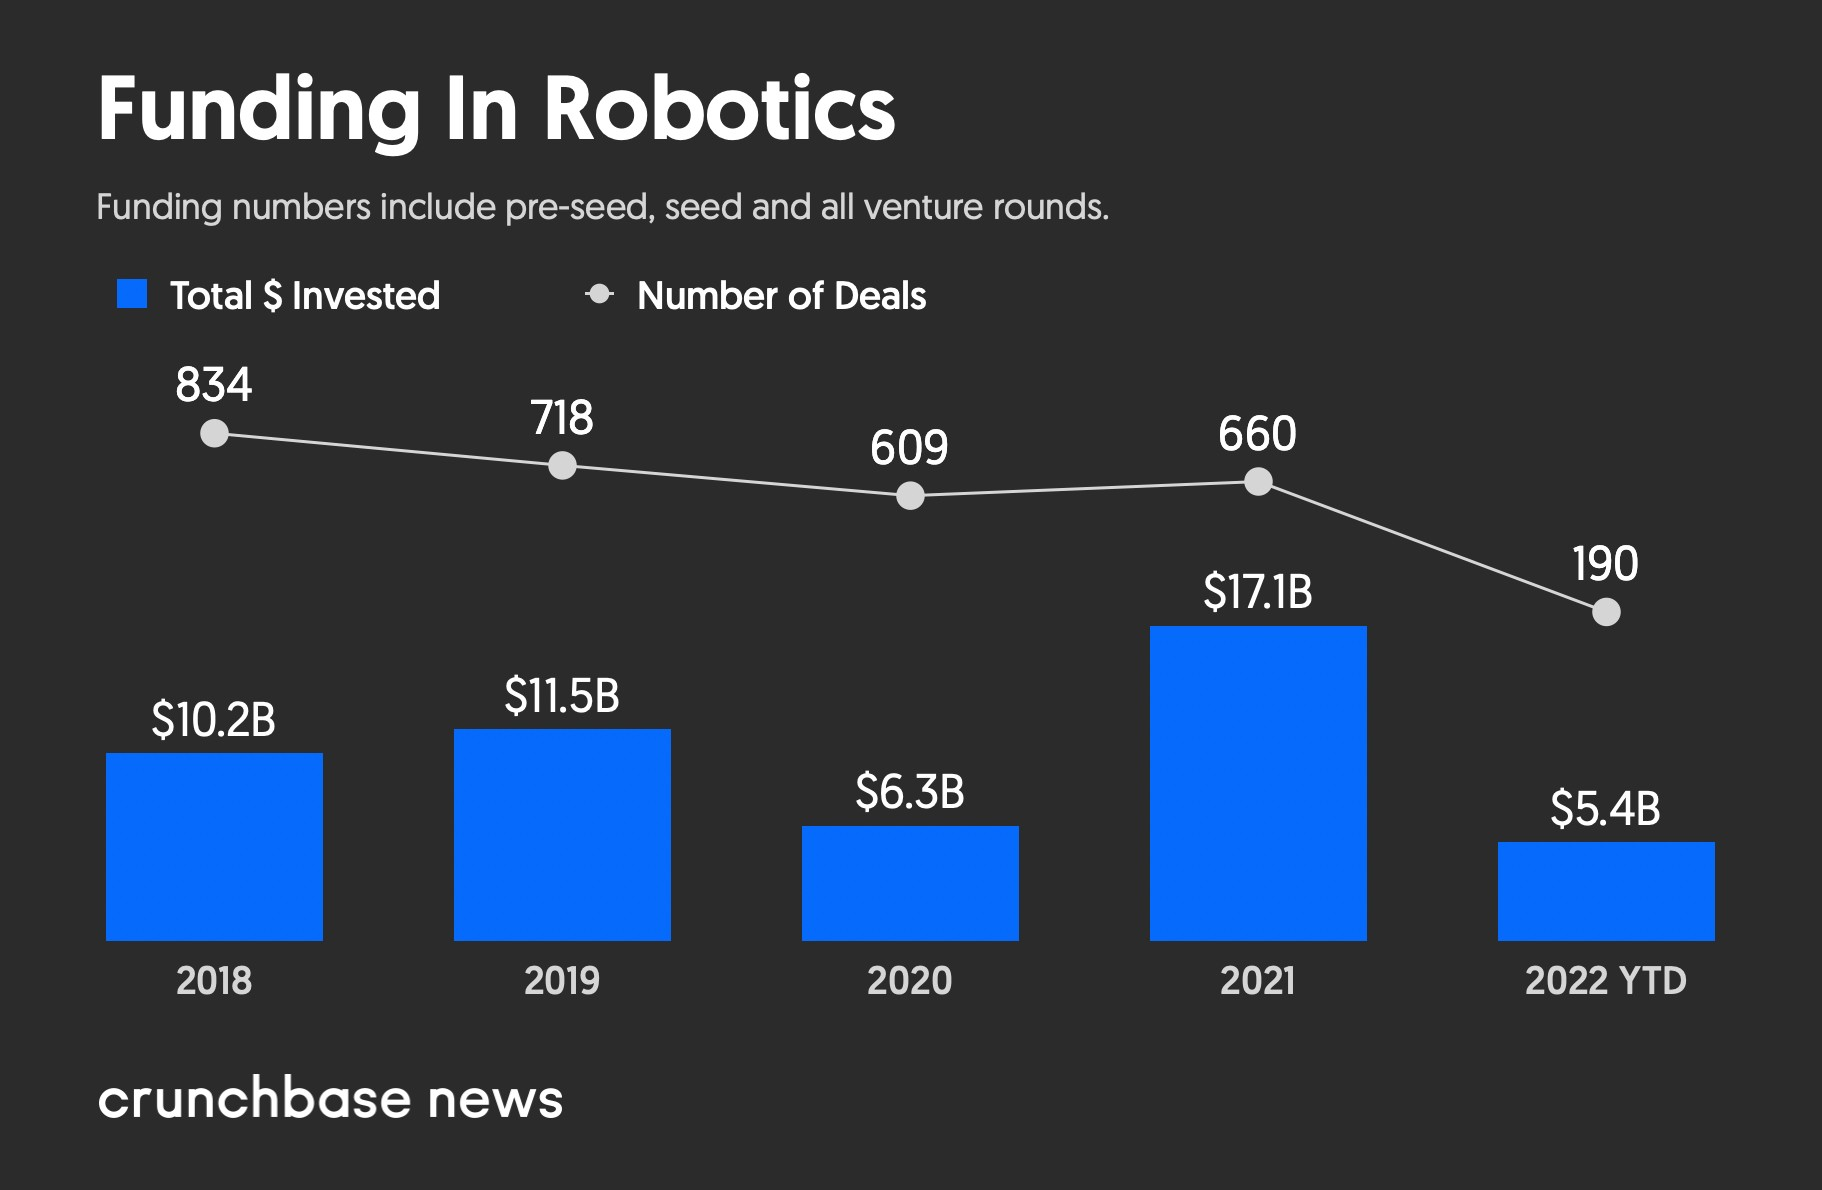 Funding In Robotics
Funding numbers include pre-seed, seed and all venture rounds.
Total $ Invested
Number of Deals
834
718
609
660
190
$10.2B
$11.5B
$6.3B
$17.1B
$5.4B
2018
2019
2020
2021
2022 YTD
crunchbase news